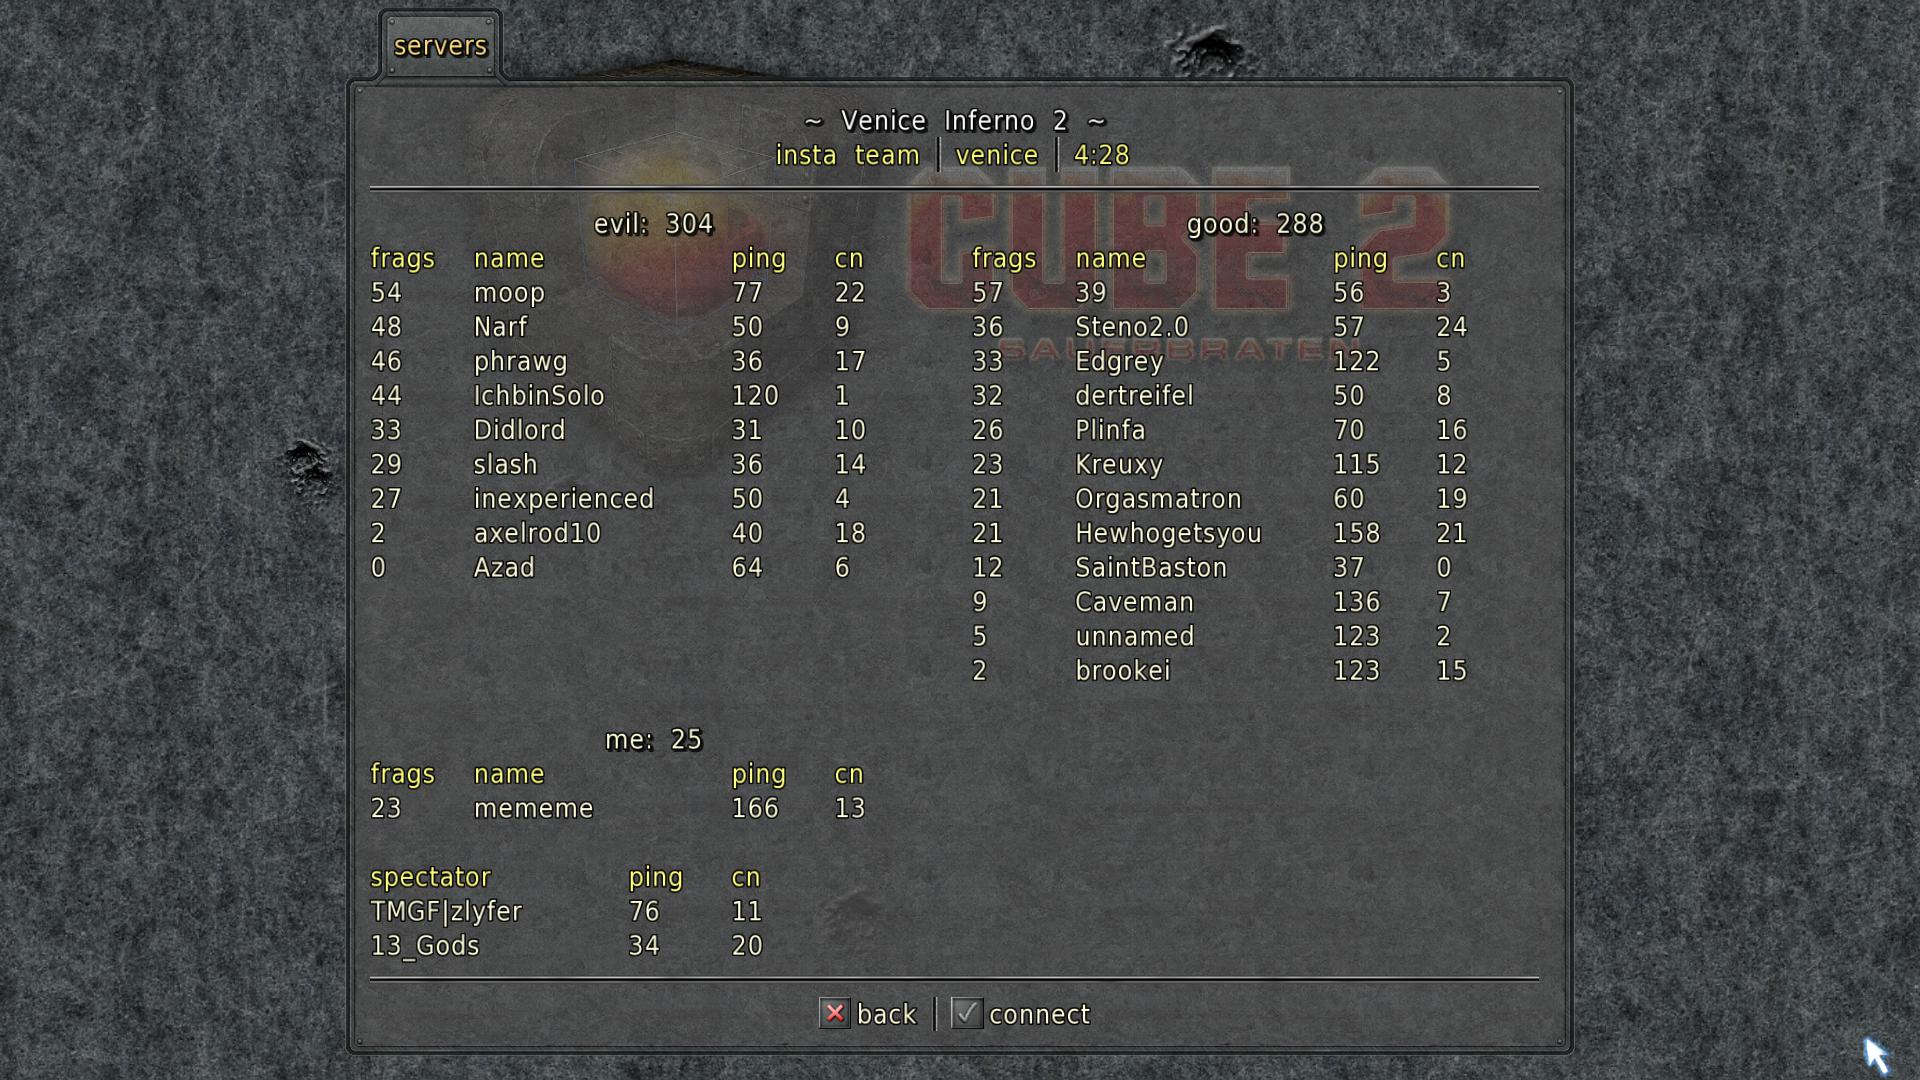 servers
~ Venice Inferno 2 ~
insta team | venice | 4:28
CUBE 2
SAUERBRATEN
evil: 304
frags name ping cn
54 moop 77 22
48 Narf 50 9
46 phrawg 36 17
44 IchbinSolo 120 1
33 Didlord 31 10
29 slash 36 14
27 inexperienced 50 4
2 axelrod10 40 18
0 Azad 64 6
good: 288
frags name ping cn
57 39 56 3
36 Steno2.0 57 24
33 Edgrey 122 5
32 dertreifel 50 8
26 Plinfa 70 16
23 Kreuxy 115 12
21 Orgasmatron 60 19
21 Hewhogetsyou 158 21
12 SaintBaston 37 0
9 Caveman 136 7
5 unnamed 123 2
2 brookei 123 15
me: 25
frags name ping cn
23 mememe 166 13
spectator ping cn
TMGF|zlyfer 76 11
13_Gods 34 20
back | connect